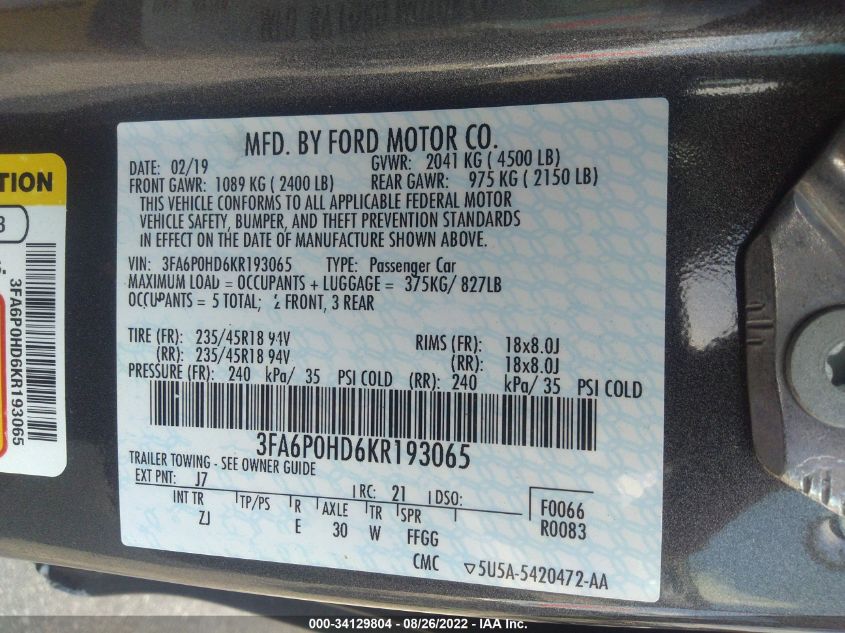 MFD. BY FORD MOTOR CO.
DATE: 02/19 GVWR: 2041 KG ( 4500 LB)
FRONT GAWR: 1089 KG ( 2400 LB) REAR GAWR: 975 KG ( 2150 LB)
THIS VEHICLE CONFORMS TO ALL APPLICABLE FEDERAL MOTOR
VEHICLE SAFETY, BUMPER, AND THEFT PREVENTION STANDARDS
IN EFFECT ON THE DATE OF MANUFACTURE SHOWN ABOVE.
VIN: 3FA6P0HD6KR193065 TYPE: Passenger Car
MAXIMUM LOAD = OCCUPANTS + LUGGAGE = 375KG/ 827LB
OCCUPANTS = 5 TOTAL; 2 FRONT, 3 REAR
TIRE (FR): 235/45R18 94V RIMS (FR): 18x8.0J
(RR): 235/45R18 94V (RR): 18x8.0J
PRESSURE (FR): 240 kPa/ 35 PSI COLD (RR): 240 kPa/ 35 PSI COLD
3FA6P0HD6KR193065
TRAILER TOWING - SEE OWNER GUIDE
EXT PNT: J7 RC: 21 DSO:
INT TR TP/PS R AXLE TR SPR
F0066
ZJ E 30 W FFGG
R0083
CMC 5U5A-5420472-AA
TION
3
3FA6P0HD6KR193065
000-34129804 - 08/26/2022 - IAA Inc.